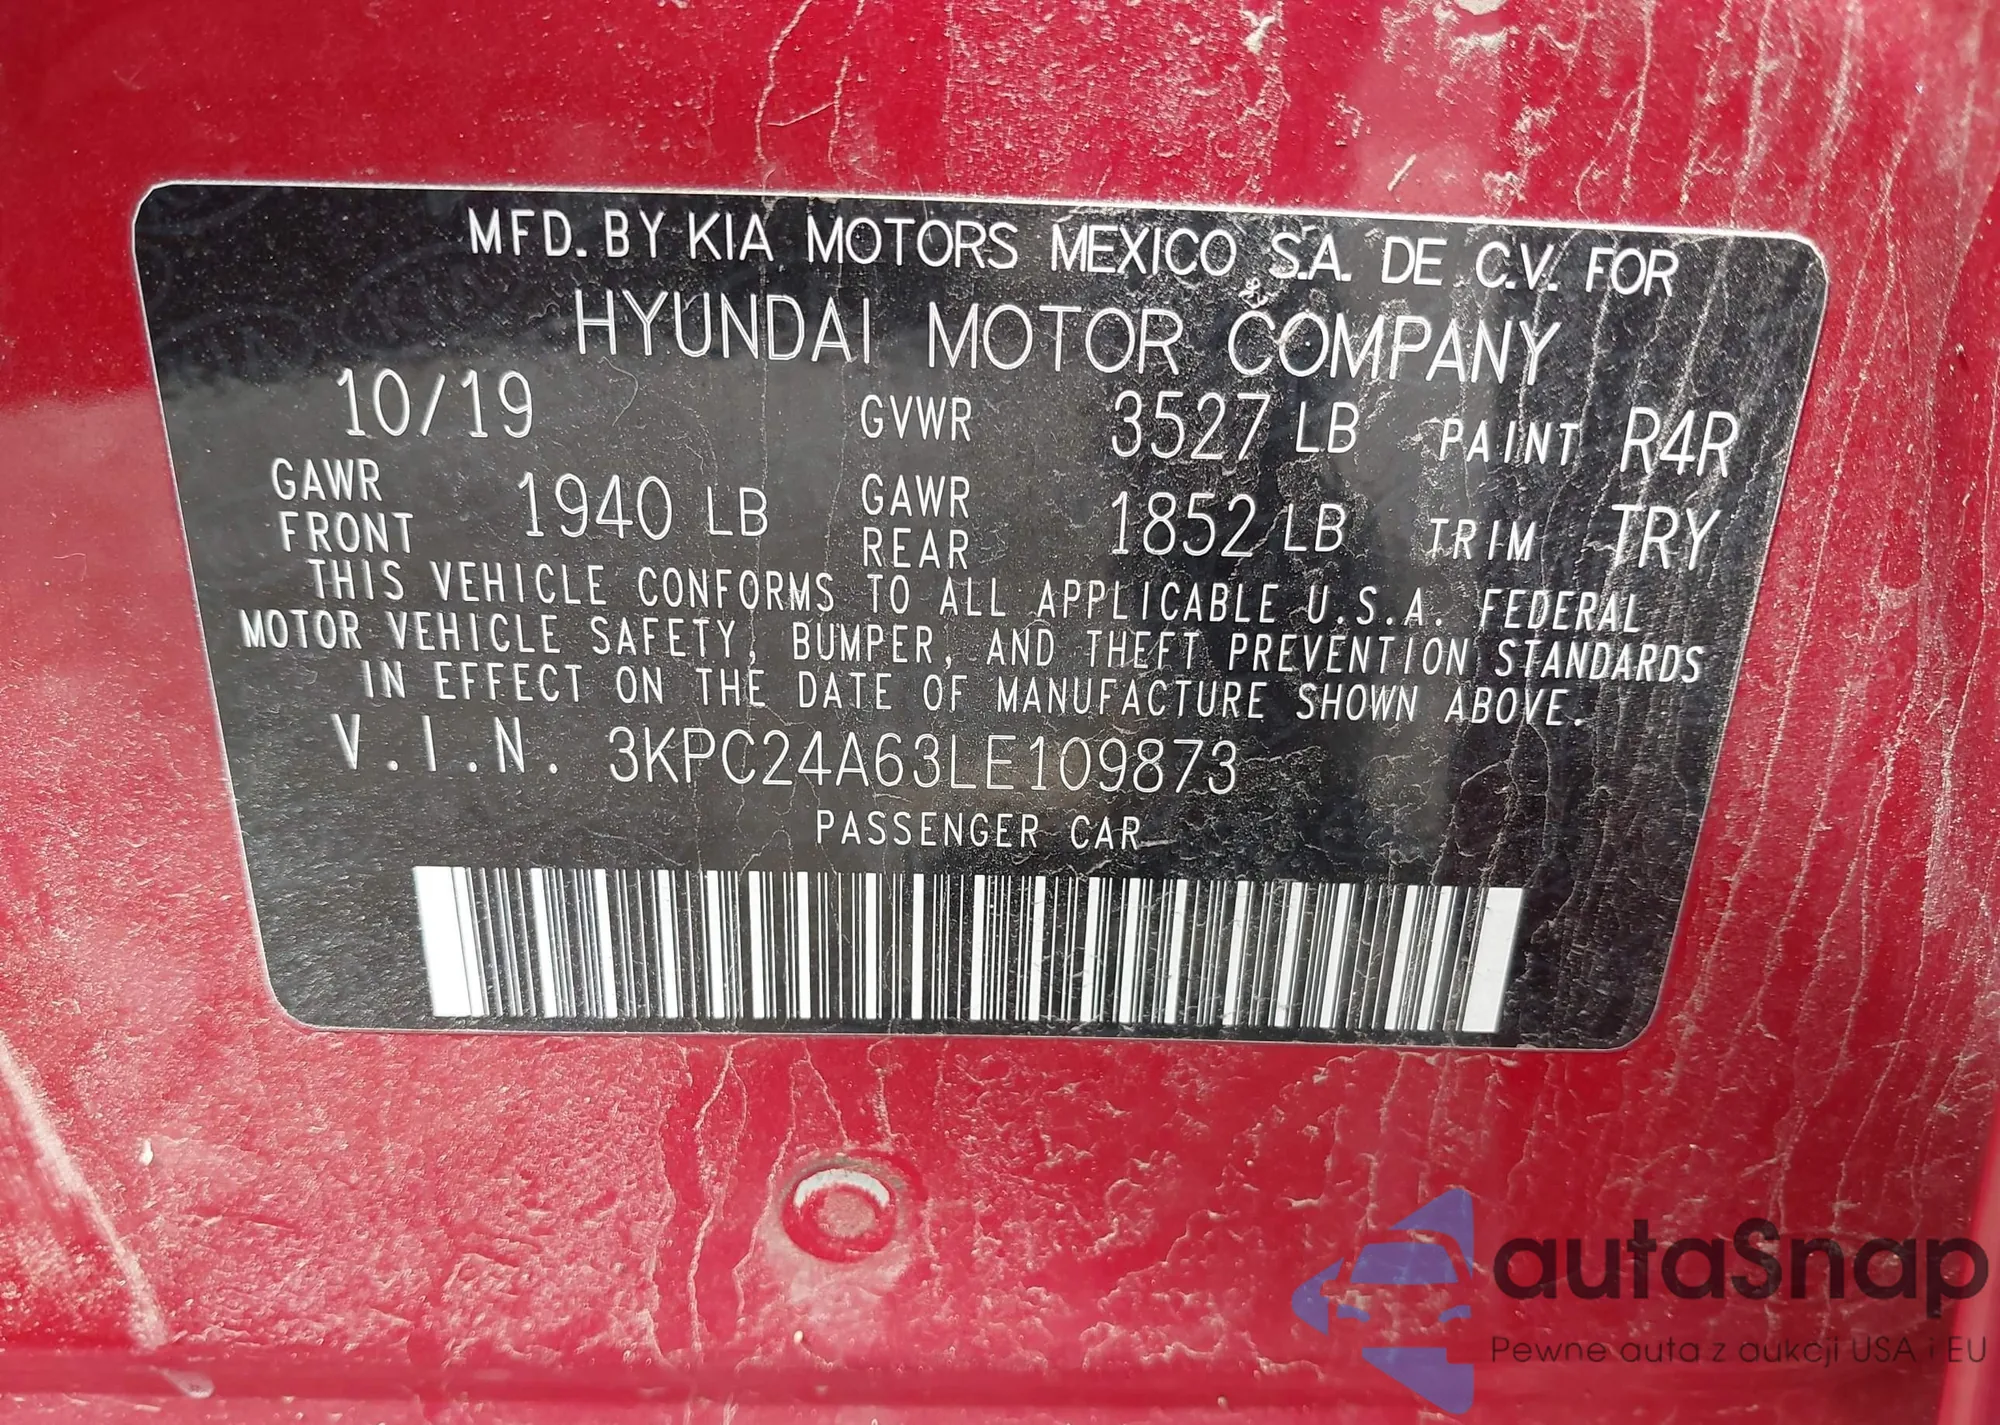 MFD. BY KIA MOTORS MEXICO S.A. DE C.V. FOR
HYUNDAI MOTOR COMPANY
10/19 GVWR 3527 LB PAINT R4R
GAWR FRONT 1940 LB GAWR REAR 1852 LB TRIM TRY
THIS VEHICLE CONFORMS TO ALL APPLICABLE U.S.A. FEDERAL
MOTOR VEHICLE SAFETY, BUMPER, AND THEFT PREVENTION STANDARDS
IN EFFECT ON THE DATE OF MANUFACTURE SHOWN ABOVE.
V.I.N. 3KPC24A63LE109873
PASSENGER CAR
autaSnap
Pewne auta z aukcji USA i EU